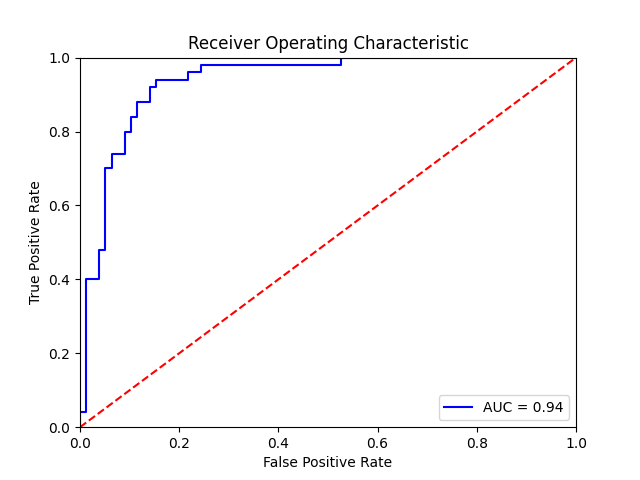 Receiver Operating Characteristic
1.0
0.8
0.6
0.4
0.2
0.0
True Positive Rate
AUC = 0.94
0.0 0.2 0.4 0.6 0.8 1.0
False Positive Rate